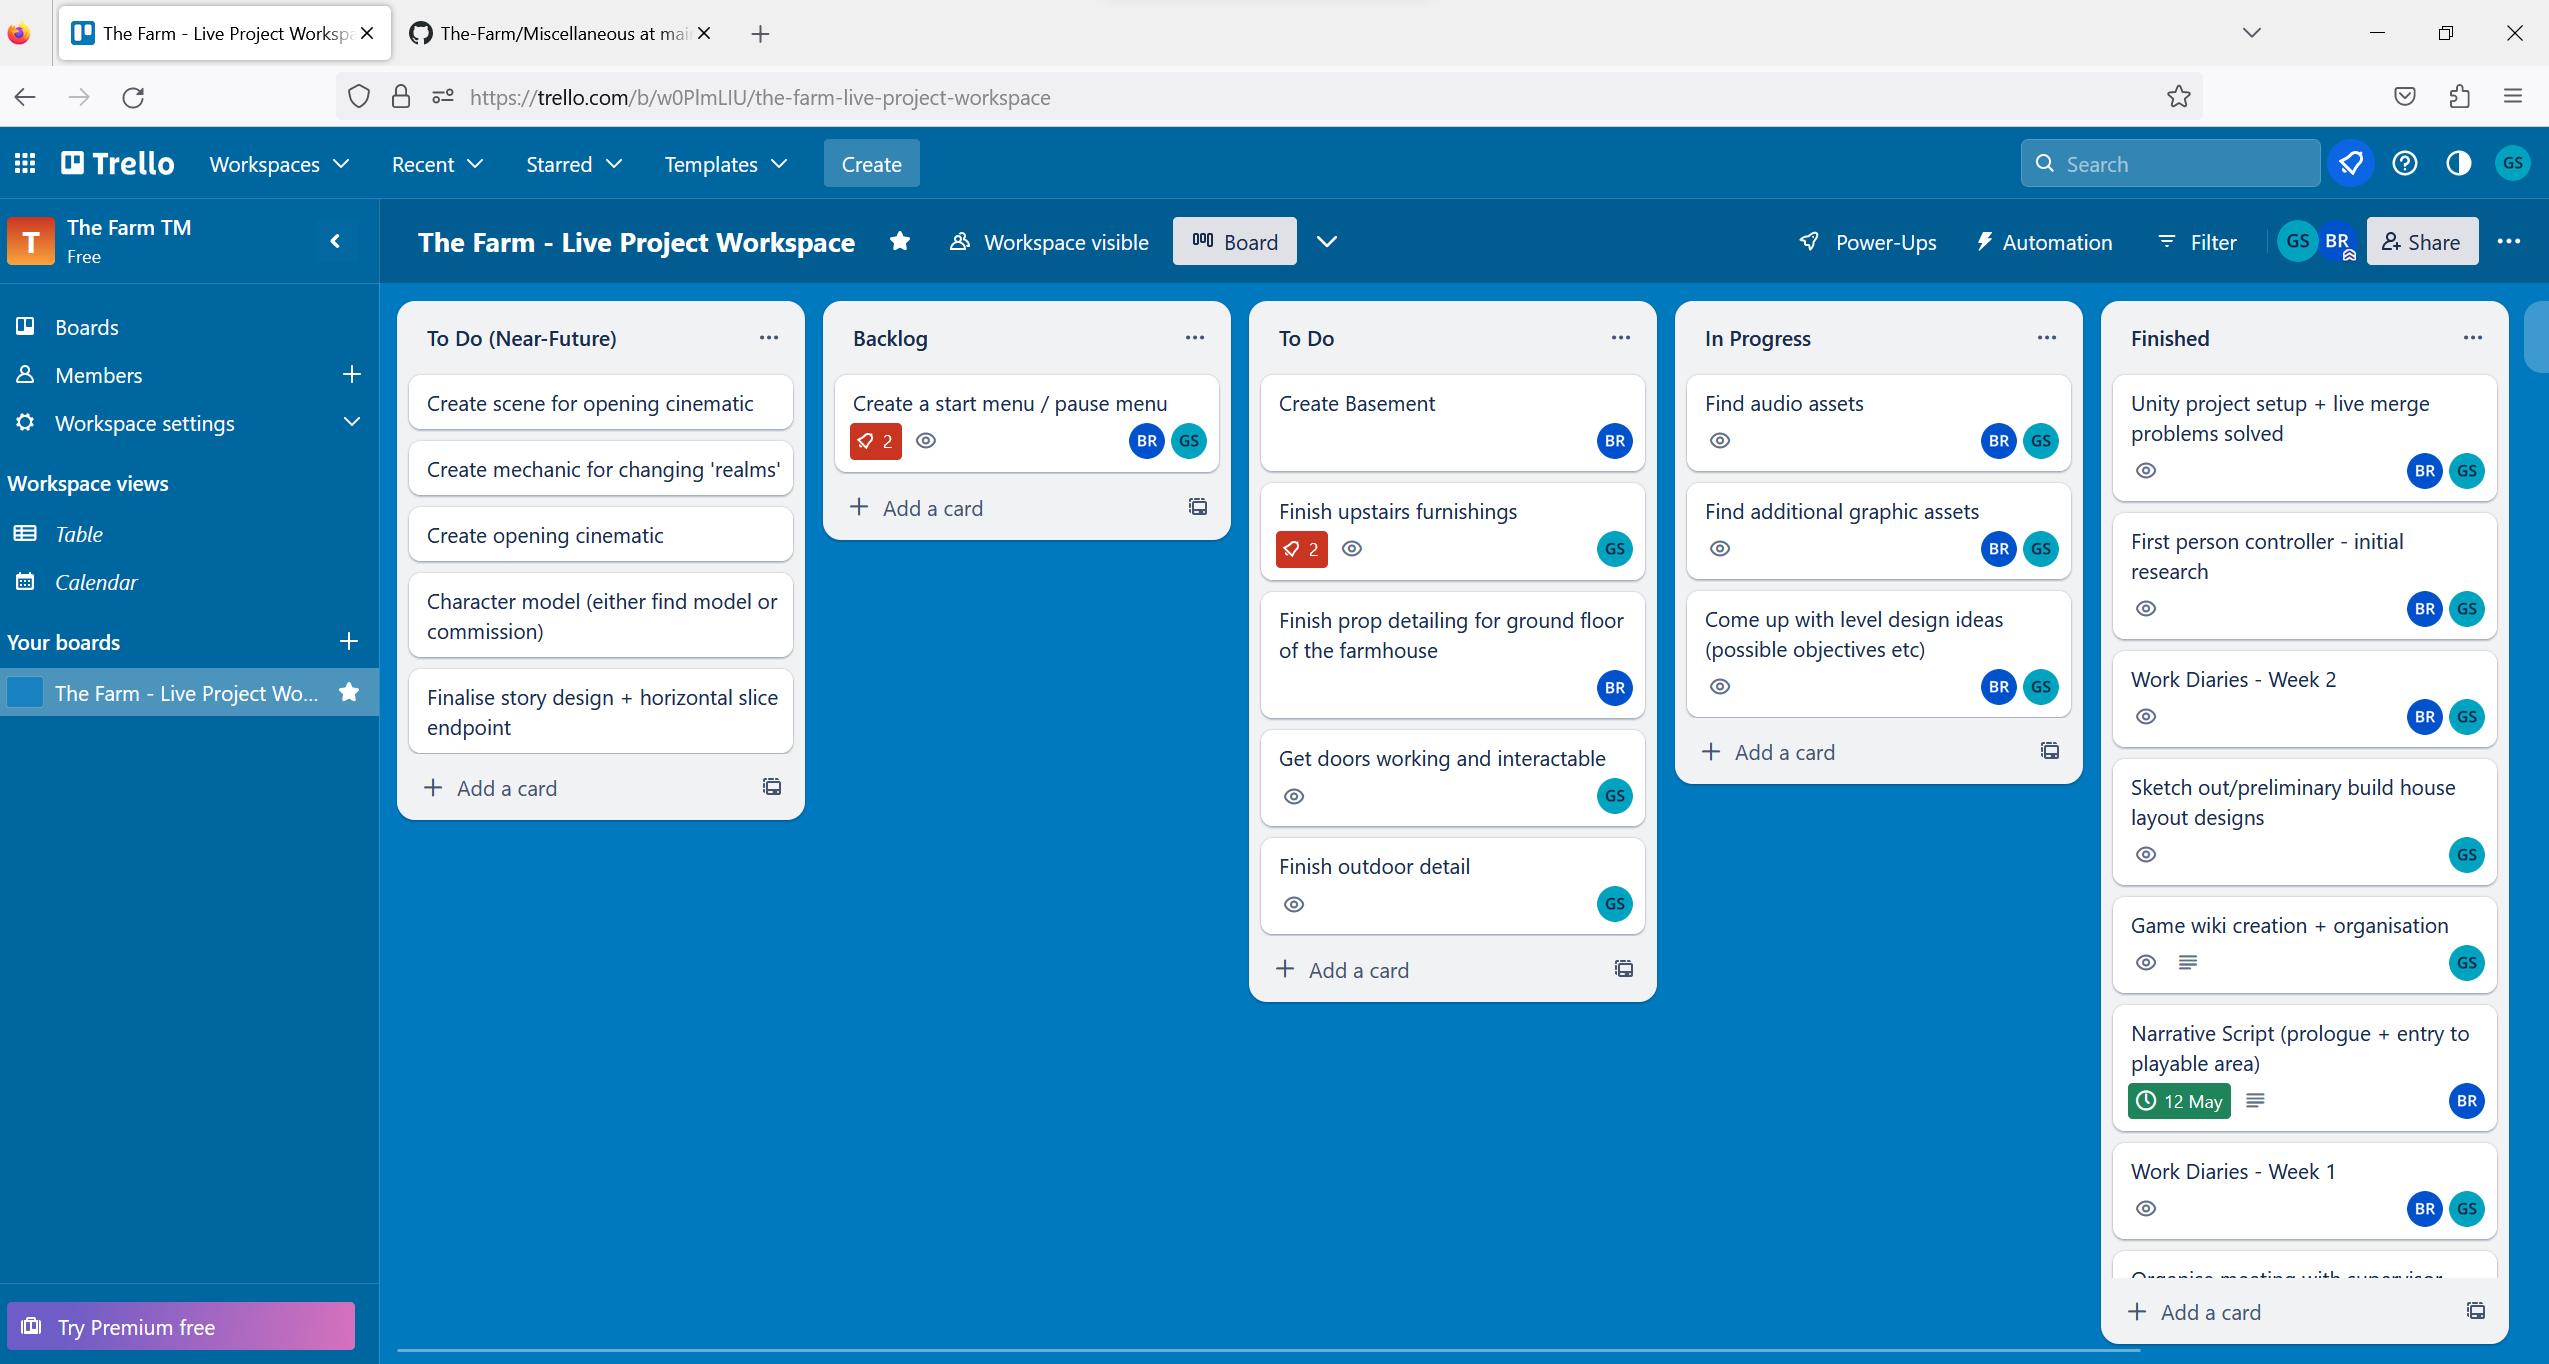 The Farm - Live Project Workspa
The-Farm/Miscellaneous at mai
https://trello.com/b/w0PlmLIU/the-farm-live-project-workspace
Trello
Workspaces
Recent
Starred
Templates
Create
Search
GS
T
The Farm TM
Free
The Farm - Live Project Workspace
Workspace visible
Board
Power-Ups
Automation
Filter
GS
BR
Share
Boards
Members
Workspace settings
Workspace views
Table
Calendar
Your boards
The Farm - Live Project Wo...
Try Premium free
To Do (Near-Future)
Create scene for opening cinematic
Create mechanic for changing 'realms'
Create opening cinematic
Character model (either find model or
commission)
Finalise story design + horizontal slice
endpoint
Add a card
Backlog
Create a start menu / pause menu
2
BR
GS
Add a card
To Do
Create Basement
BR
Finish upstairs furnishings
2
GS
Finish prop detailing for ground floor
of the farmhouse
BR
Get doors working and interactable
GS
Finish outdoor detail
GS
Add a card
In Progress
Find audio assets
BR
GS
Find additional graphic assets
BR
GS
Come up with level design ideas
(possible objectives etc)
BR
GS
Add a card
Finished
Unity project setup + live merge
problems solved
BR
GS
First person controller - initial
research
BR
GS
Work Diaries - Week 2
BR
GS
Sketch out/preliminary build house
layout designs
GS
Game wiki creation + organisation
GS
Narrative Script (prologue + entry to
playable area)
12 May
BR
Work Diaries - Week 1
BR
GS
Organise meeting with supervisor
Add a card